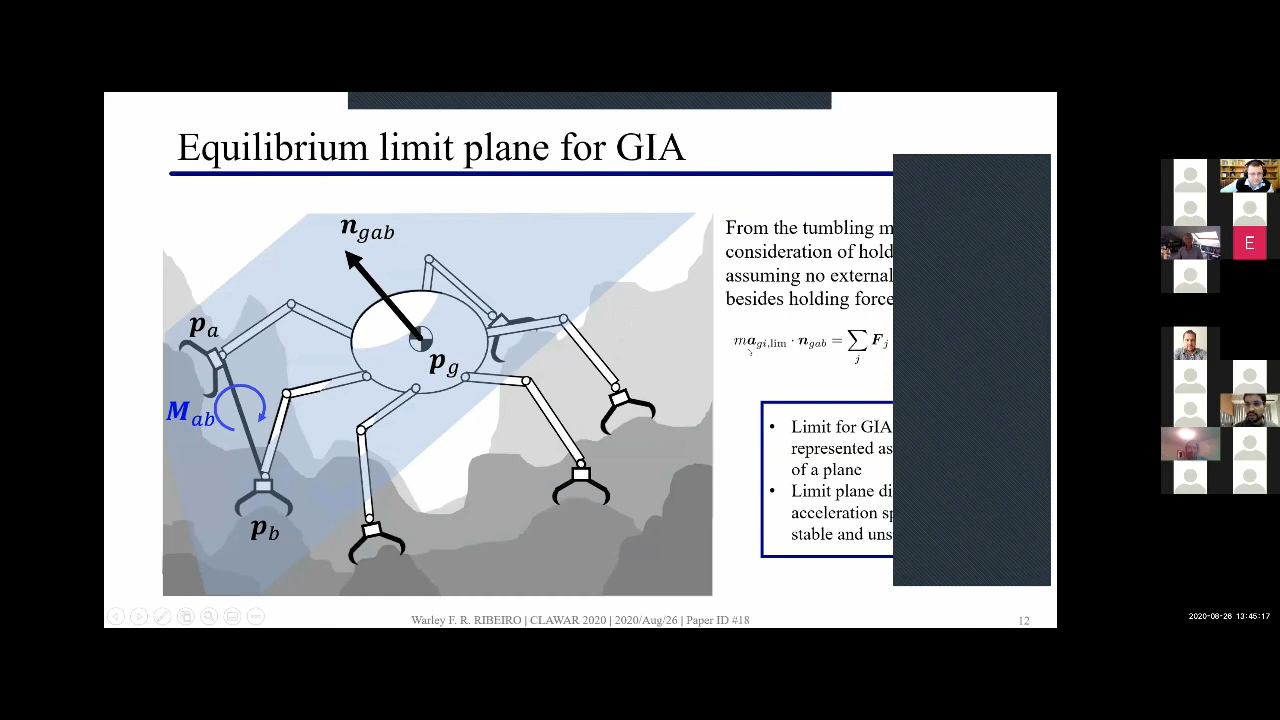 Equilibrium limit plane for GIA
n_gab
p_a
p_g
M_ab
p_b
From the tumbling m
consideration of hold
assuming no external
besides holding force
ma_gi,lim · n_gab = ∑_j F_j
• Limit for GIA
represented as
of a plane
• Limit plane di
acceleration sp
stable and uns
Warley F. R. RIBEIRO | CLAWAR 2020 | 2020/Aug/26 | Paper ID #18
12
E
2020-08-26 13:45:17